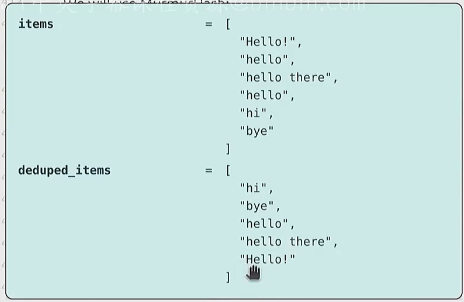 items = [
"Hello!",
"hello",
"hello there",
"hello",
"hi",
"bye"
]
deduped_items = [
"hi",
"bye",
"hello",
"hello there",
"Hello!"
]